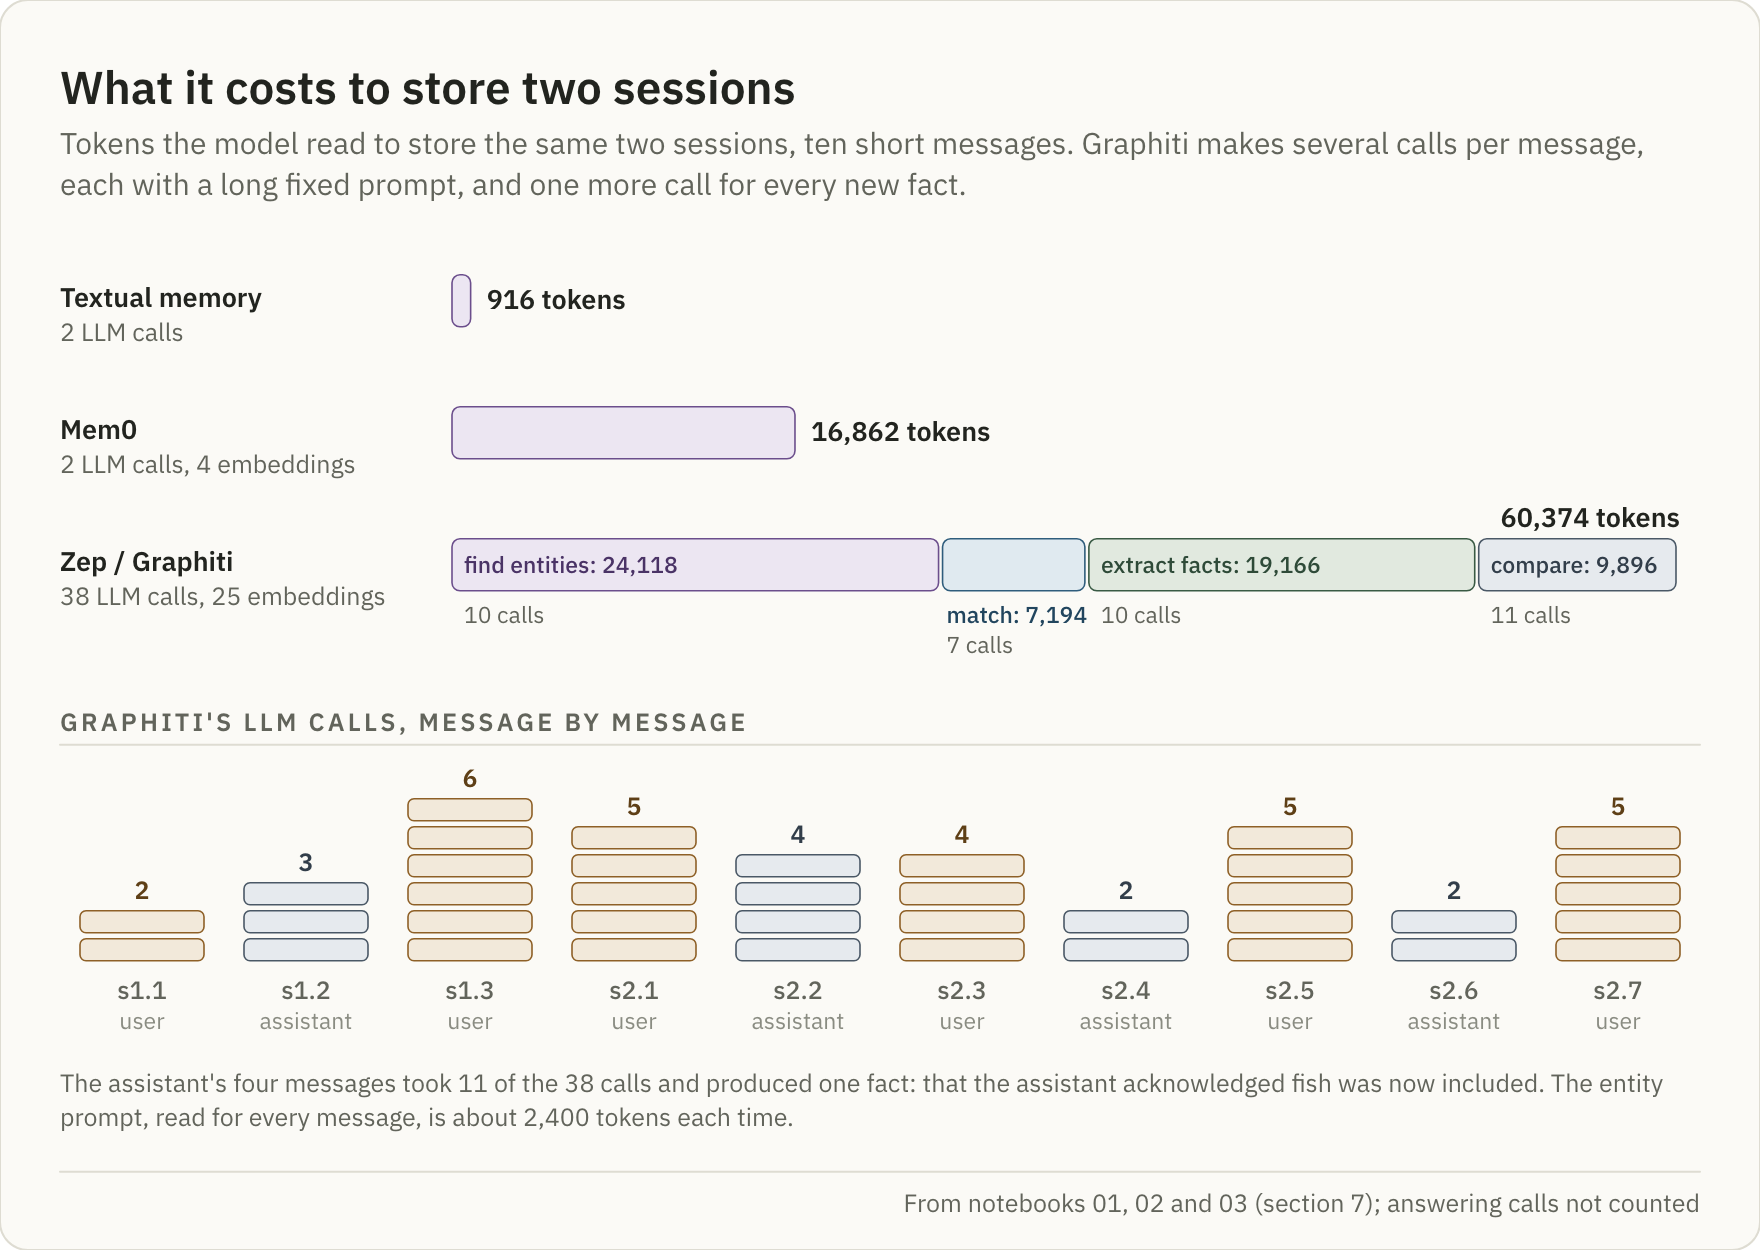 What it costs to store two sessions
Tokens the model read to store the same two sessions, ten short messages. Graphiti makes several calls per message,
each with a long fixed prompt, and one more call for every new fact.
Textual memory
2 LLM calls
916 tokens
Mem0
2 LLM calls, 4 embeddings
16,862 tokens
60,374 tokens
Zep / Graphiti
38 LLM calls, 25 embeddings
find entities: 24,118
extract facts: 19,166
compare: 9,896
10 calls
match: 7,194
7 calls
10 calls
11 calls
GRAPHITI'S LLM CALLS, MESSAGE BY MESSAGE
2
3
6
5
4
4
2
5
2
5
s1.1
user
s1.2
assistant
s1.3
user
s2.1
user
s2.2
assistant
s2.3
user
s2.4
assistant
s2.5
user
s2.6
assistant
s2.7
user
The assistant's four messages took 11 of the 38 calls and produced one fact: that the assistant acknowledged fish was now included. The entity
prompt, read for every message, is about 2,400 tokens each time.
From notebooks 01, 02 and 03 (section 7); answering calls not counted